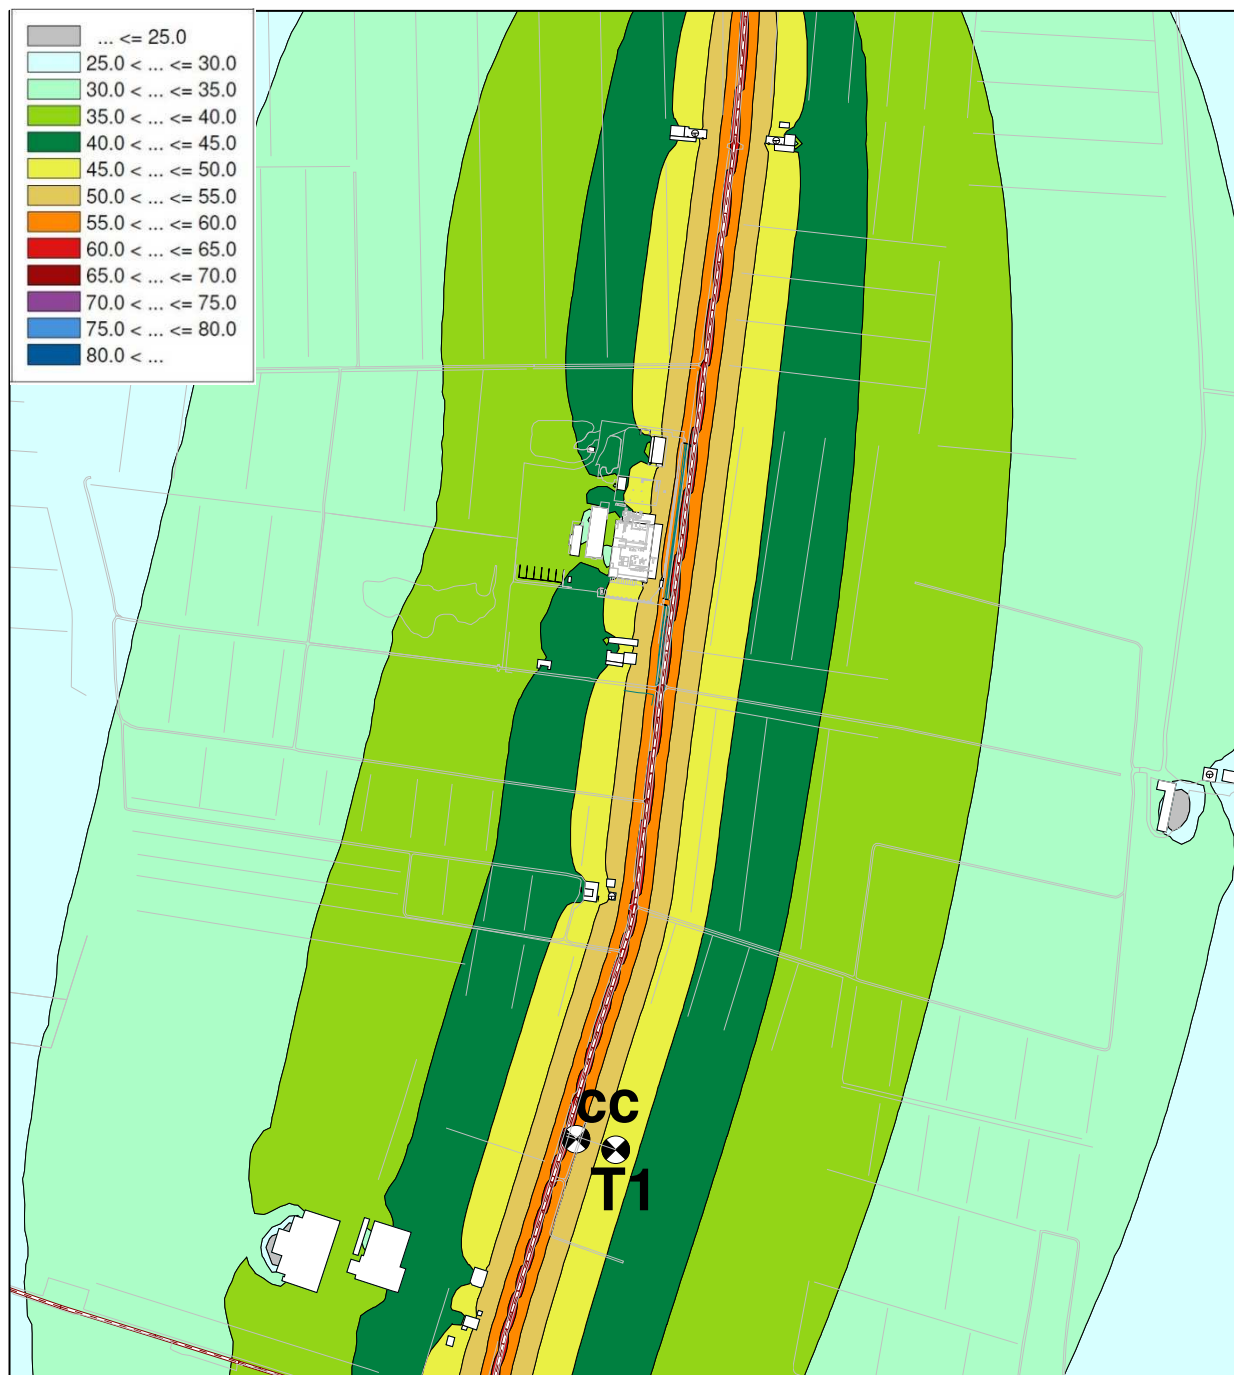 ... <= 25.0
25.0 < ... <= 30.0
30.0 < ... <= 35.0
35.0 < ... <= 40.0
40.0 < ... <= 45.0
45.0 < ... <= 50.0
50.0 < ... <= 55.0
55.0 < ... <= 60.0
60.0 < ... <= 65.0
65.0 < ... <= 70.0
70.0 < ... <= 75.0
75.0 < ... <= 80.0
80.0 < ...
cc
T1